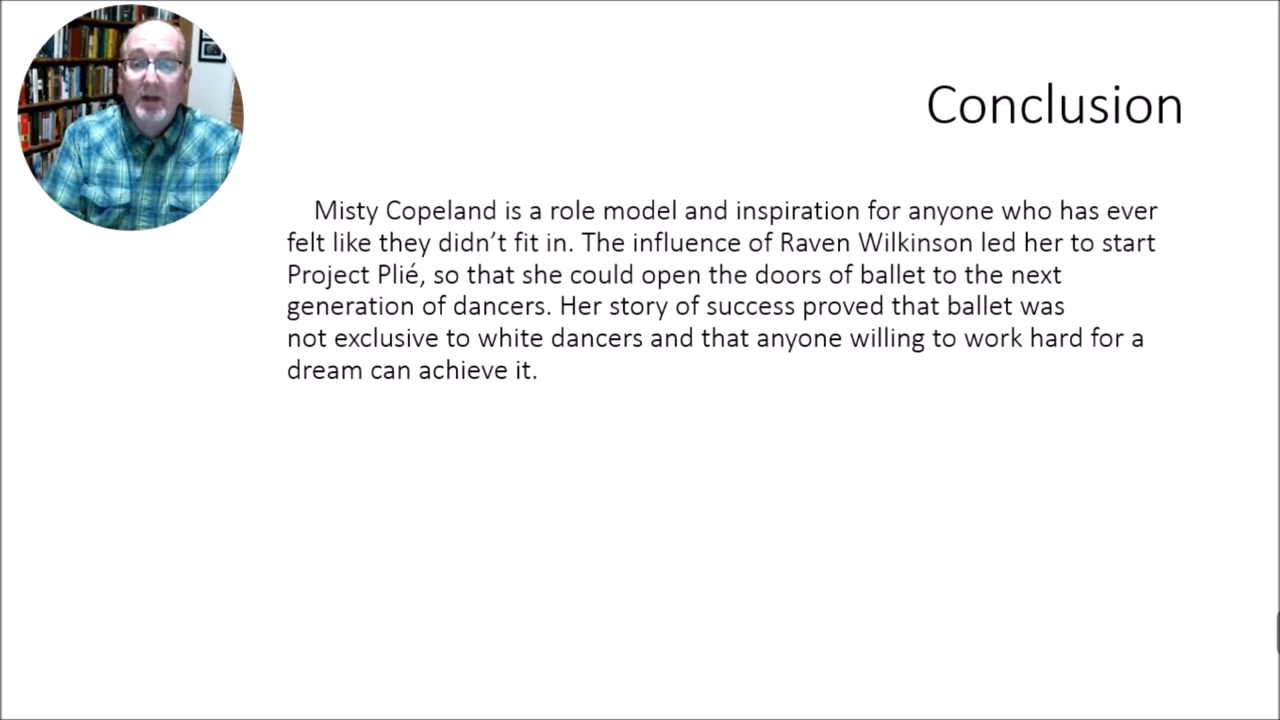 Conclusion
Misty Copeland is a role model and inspiration for anyone who has ever
felt like they didn’t fit in. The influence of Raven Wilkinson led her to start
Project Plié, so that she could open the doors of ballet to the next
generation of dancers. Her story of success proved that ballet was
not exclusive to white dancers and that anyone willing to work hard for a
dream can achieve it.